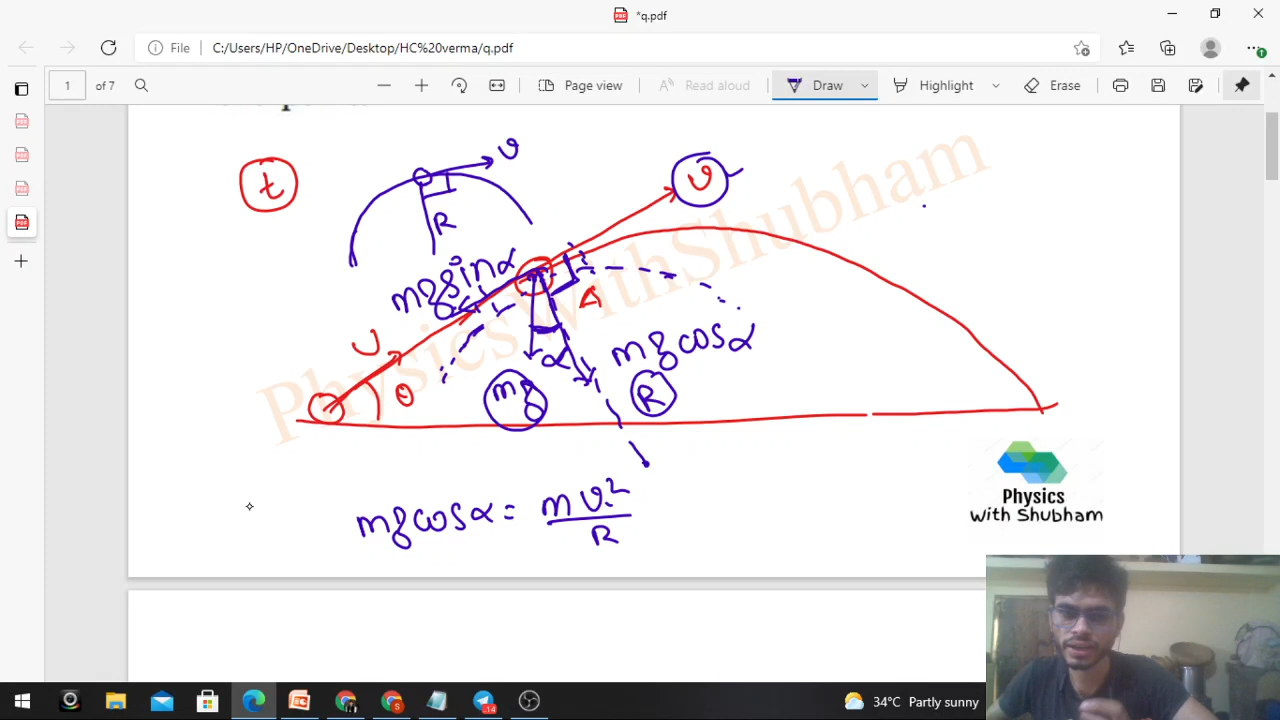 *q.pdf
File C:/Users/HP/OneDrive/Desktop/HC%20verma/q.pdf
1 of 7 Page view Read aloud Draw Highlight Erase
t
v
R
v
mg sinα
A
U
θ
mg
α
mg cosα
R
mg cosα = mv²/R
PhysicsWithShubham
Physics
With Shubham
34°C Partly sunny